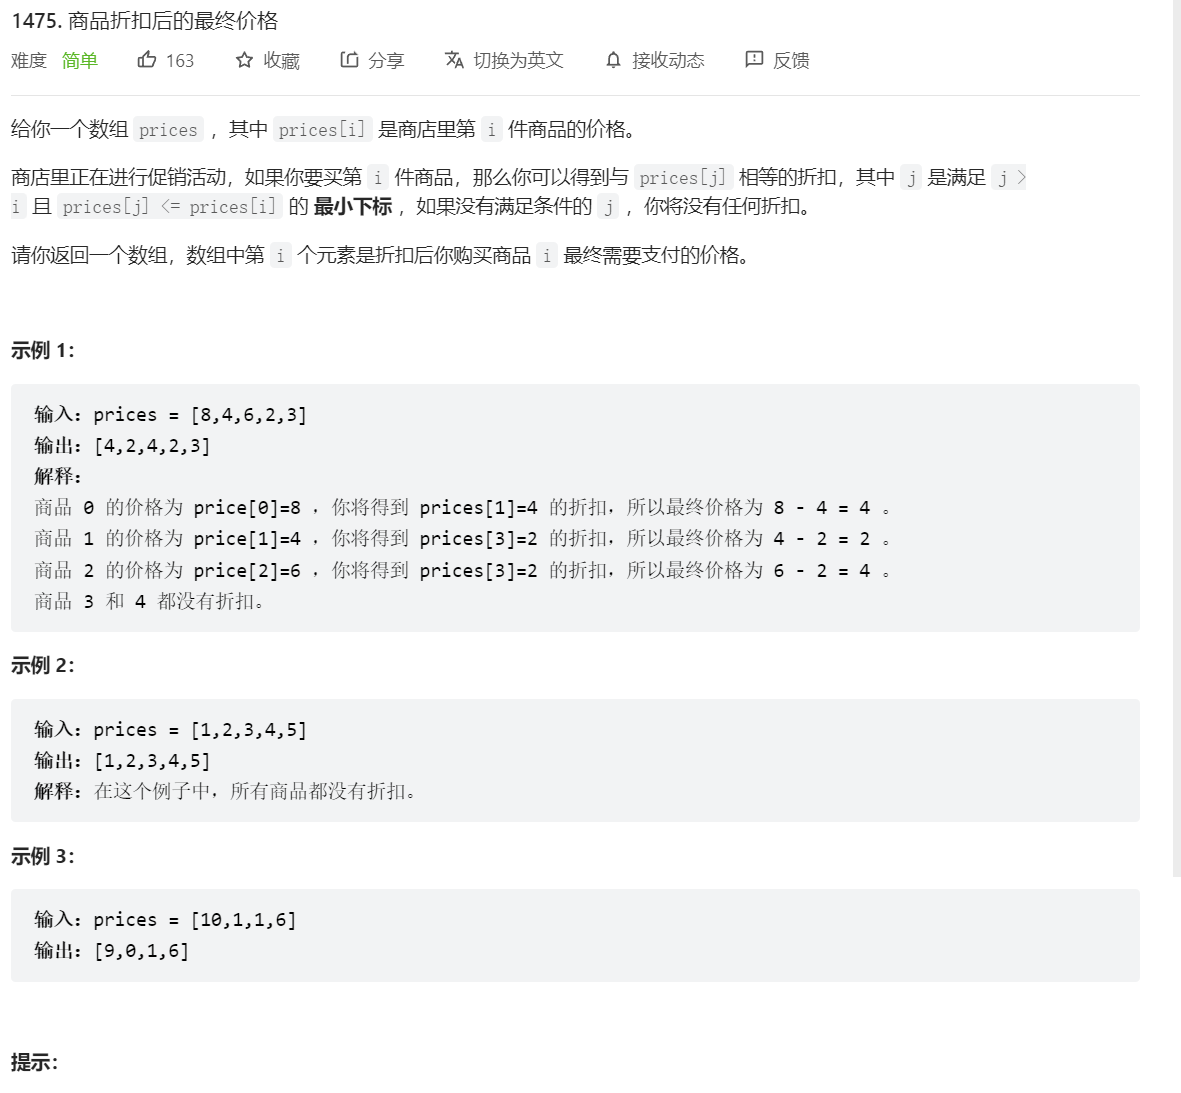 1475. 商品折扣后的最终价格
难度 简单 163 收藏 分享 切换为英文 接收动态 反馈
给你一个数组 prices ，其中 prices[i] 是商店里第 i 件商品的价格。
商店里正在进行促销活动，如果你要买第 i 件商品，那么你可以得到与 prices[j] 相等的折扣，其中 j 是满足 j >
i 且 prices[j] <= prices[i] 的 最小下标 ，如果没有满足条件的 j ，你将没有任何折扣。
请你返回一个数组，数组中第 i 个元素是折扣后你购买商品 i 最终需要支付的价格。
示例 1：
输入：prices = [8,4,6,2,3]
输出：[4,2,4,2,3]
解释：
商品 0 的价格为 price[0]=8 ，你将得到 prices[1]=4 的折扣，所以最终价格为 8 - 4 = 4 。
商品 1 的价格为 price[1]=4 ，你将得到 prices[3]=2 的折扣，所以最终价格为 4 - 2 = 2 。
商品 2 的价格为 price[2]=6 ，你将得到 prices[3]=2 的折扣，所以最终价格为 6 - 2 = 4 。
商品 3 和 4 都没有折扣。
示例 2：
输入：prices = [1,2,3,4,5]
输出：[1,2,3,4,5]
解释：在这个例子中，所有商品都没有折扣。
示例 3：
输入：prices = [10,1,1,6]
输出：[9,0,1,6]
提示：